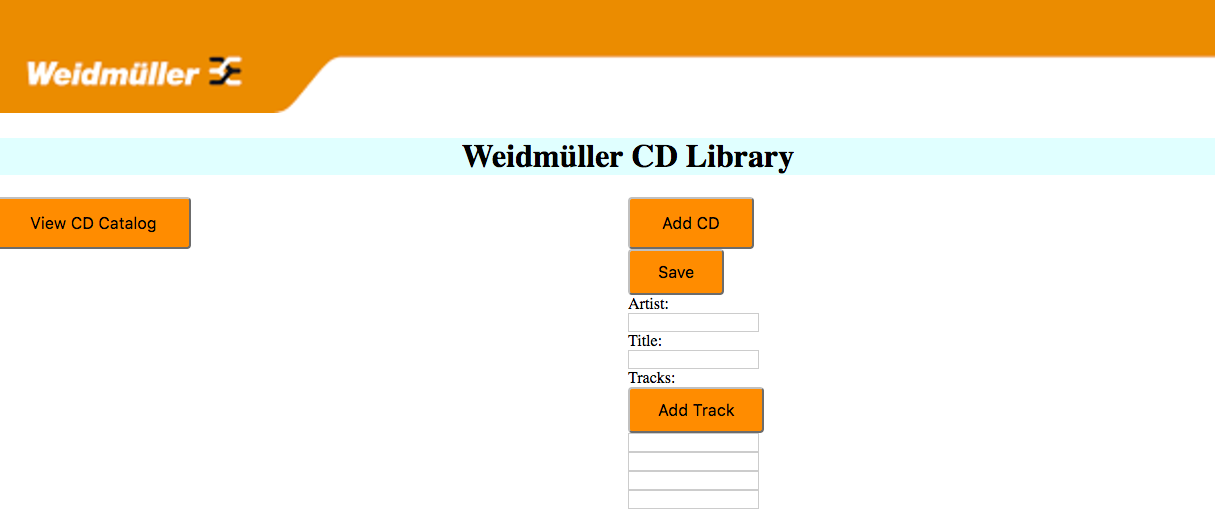 Weidmüller
Weidmüller CD Library
View CD Catalog
Add CD
Save
Artist:
Title:
Tracks:
Add Track